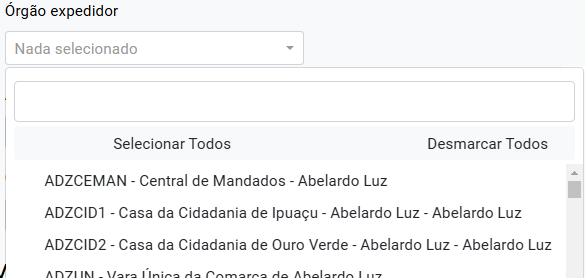 Órgão expedidor
Nada selecionado
Selecionar Todos
Desmarcar Todos
ADZCEMAN - Central de Mandados - Abelardo Luz
ADZCID1 - Casa da Cidadania de Ipuaçu - Abelardo Luz - Abelardo Luz
ADZCID2 - Casa da Cidadania de Ouro Verde - Abelardo Luz - Abelardo Luz
ADZUN - Vara Única da Comarca de Abelardo Luz